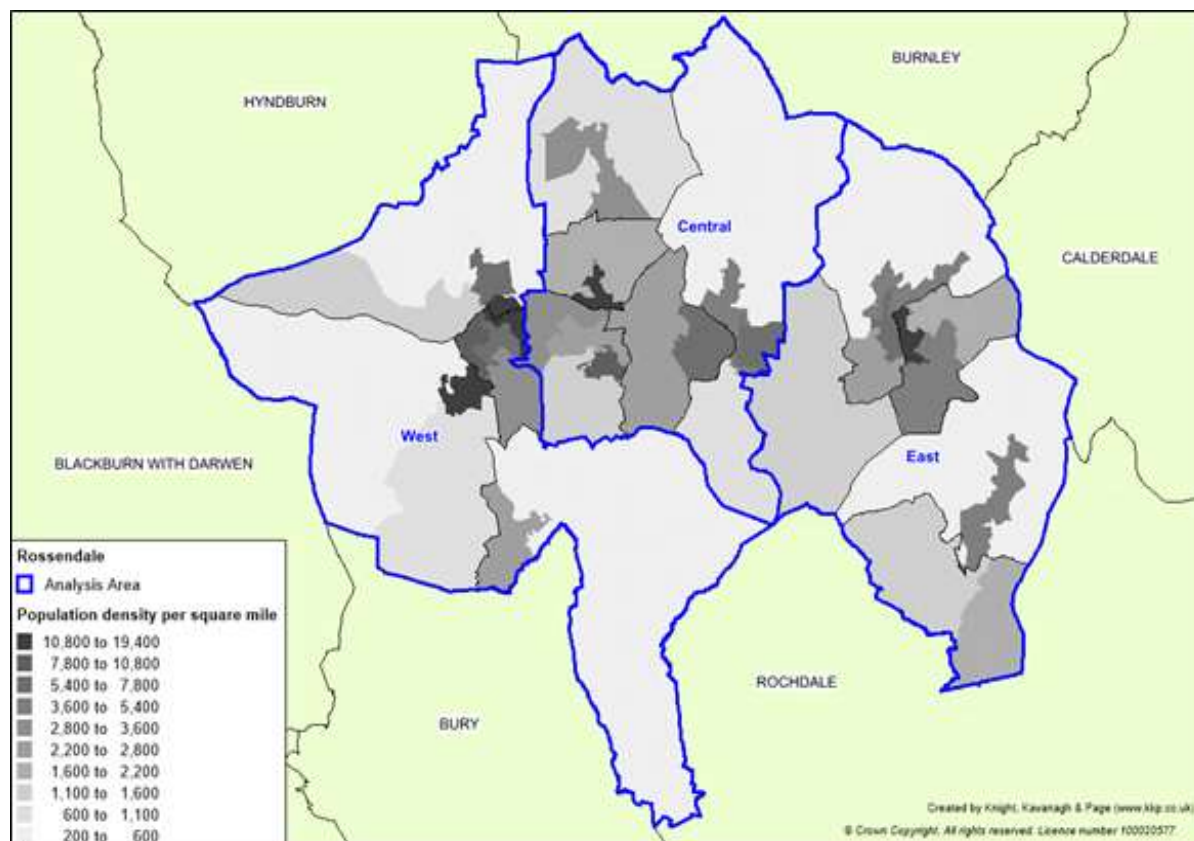 BURNLEY
HYNDBURN
Central
CALDERDALE
West
BLACKBURN WITH DARWEN
East
Rossendale
Analysis Area
Population density per square mile
10,800 to 19,400
7,800 to 10,800
5,400 to 7,800
3,600 to 5,400
2,800 to 3,600
2,200 to 2,800
1,600 to 2,200
1,100 to 1,600
600 to 1,100
200 to 600
ROCHDALE
BURY
Created by Knight, Kavanagh & Page (www.kkp.co.uk)
© Crown Copyright. All rights reserved. Licence number 100020577.